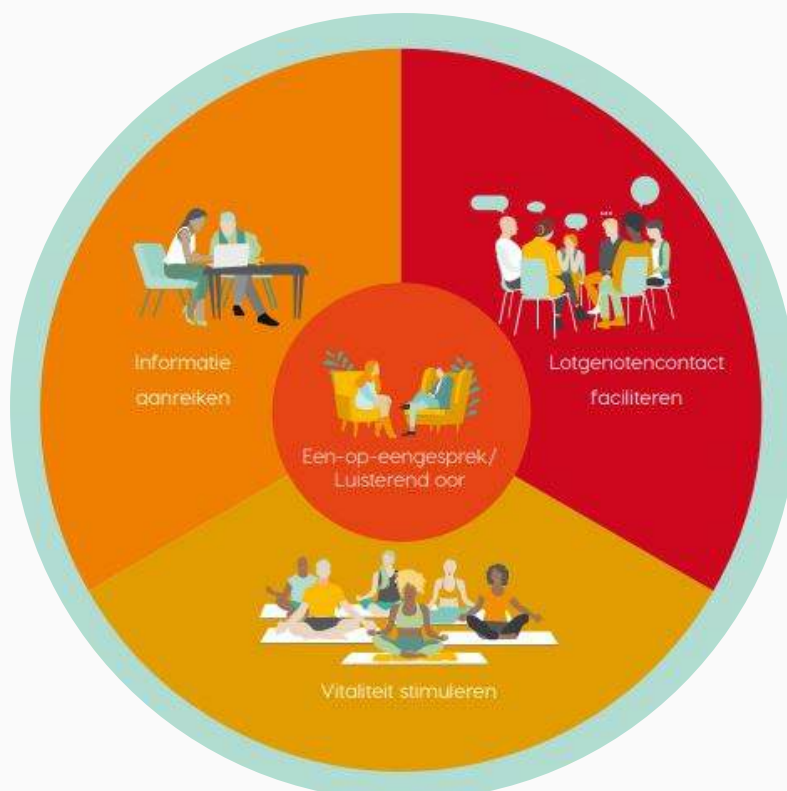 Informatie
aanreiken
Lotgenotencontact
faciliteren
Een-op-eengesprek/
Luisterend oor
Vitaliteit stimuleren